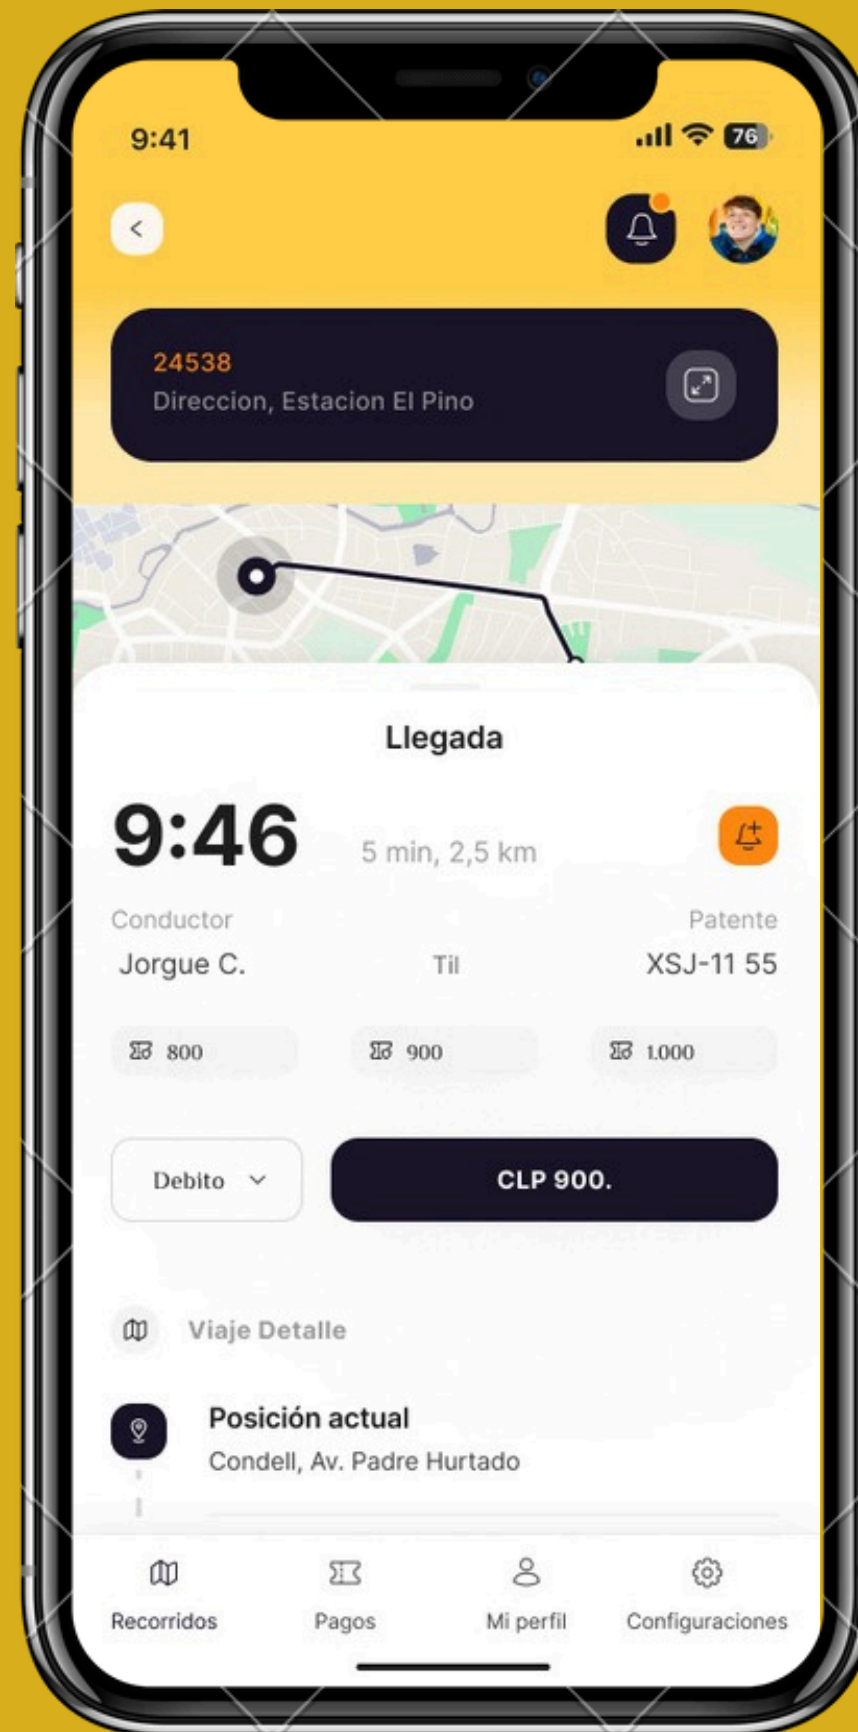 9:41
76
24538
Direccion, Estacion El Pino
Llegada
9:46 5 min, 2,5 km
Conductor Patente
Jorgue C. Til XSJ-11 55
800 900 1.000
Debito CLP 900.
Viaje Detalle
Posición actual
Condell, Av. Padre Hurtado
Recorridos Pagos Mi perfil Configuraciones